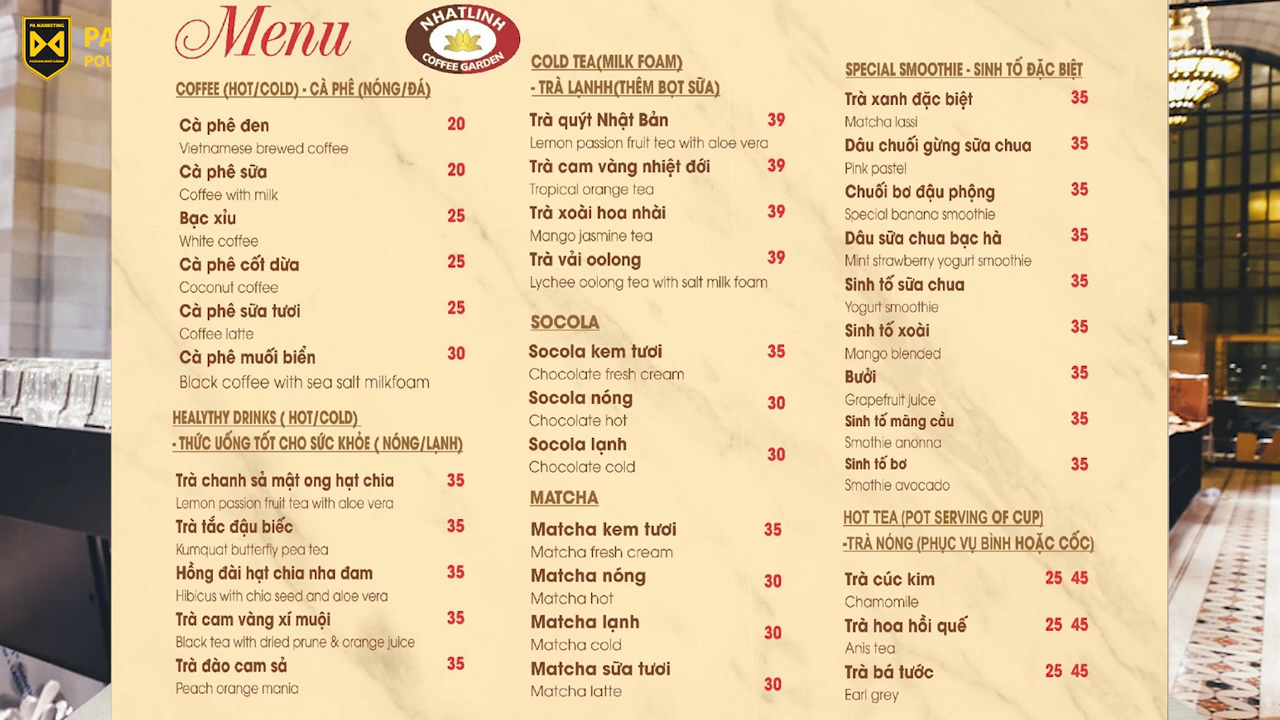 PA MARKETING
PA
POU
Menu
NHATLINH
COFFEE GARDEN
COFFEE (HOT/COLD) - CÀ PHÊ (NÓNG/ĐÁ)
Cà phê đen 20
Vietnamese brewed coffee
Cà phê sữa 20
Coffee with milk
Bạc xỉu 25
White coffee
Cà phê cốt dừa 25
Coconut coffee
Cà phê sữa tươi 25
Coffee latte
Cà phê muối biển 30
Black coffee with sea salt milkfoam
HEALYTHY DRINKS ( HOT/COLD)
- THỨC UỐNG TỐT CHO SỨC KHỎE ( NÓNG/LẠNH)
Trà chanh sả mật ong hạt chia 35
Lemon passion fruit tea with aloe vera
Trà tắc đậu biếc 35
Kumquat butterfly pea tea
Hồng đài hạt chia nha đam 35
Hibicus with chia seed and aloe vera
Trà cam vàng xí muội 35
Black tea with dried prune & orange juice
Trà đào cam sả 35
Peach orange mania
COLD TEA(MILK FOAM)
- TRÀ LẠNHH(THÊM BỌT SỮA)
Trà quýt Nhật Bản 39
Lemon passion fruit tea with aloe vera
Trà cam vàng nhiệt đới 39
Tropical orange tea
Trà xoài hoa nhài 39
Mango jasmine tea
Trà vải oolong 39
Lychee oolong tea with salt milk foam
SOCOLA
Socola kem tươi 35
Chocolate fresh cream
Socola nóng 30
Chocolate hot
Socola lạnh 30
Chocolate cold
MATCHA
Matcha kem tươi 35
Matcha fresh cream
Matcha nóng 30
Matcha hot
Matcha lạnh 30
Matcha cold
Matcha sữa tươi 30
Matcha latte
SPECIAL SMOOTHIE - SINH TỐ ĐẶC BIỆT
Trà xanh đặc biệt 35
Matcha lassi
Dâu chuối gừng sữa chua 35
Pink pastel
Chuối bơ đậu phộng 35
Special banana smoothie
Dâu sữa chua bạc hà 35
Mint strawberry yogurt smoothie
Sinh tố sữa chua 35
Yogurt smoothie
Sinh tố xoài 35
Mango blended
Bưởi 35
Grapefruit juice
Sinh tố mãng cầu 35
Smothie anonna
Sinh tố bơ 35
Smothie avocado
HOT TEA (POT SERVING OF CUP)
-TRÀ NÓNG (PHỤC VỤ BÌNH HOẶC CỐC)
Trà cúc kim 25 45
Chamomile
Trà hoa hồi quế 25 45
Anis tea
Trà bá tước 25 45
Earl grey